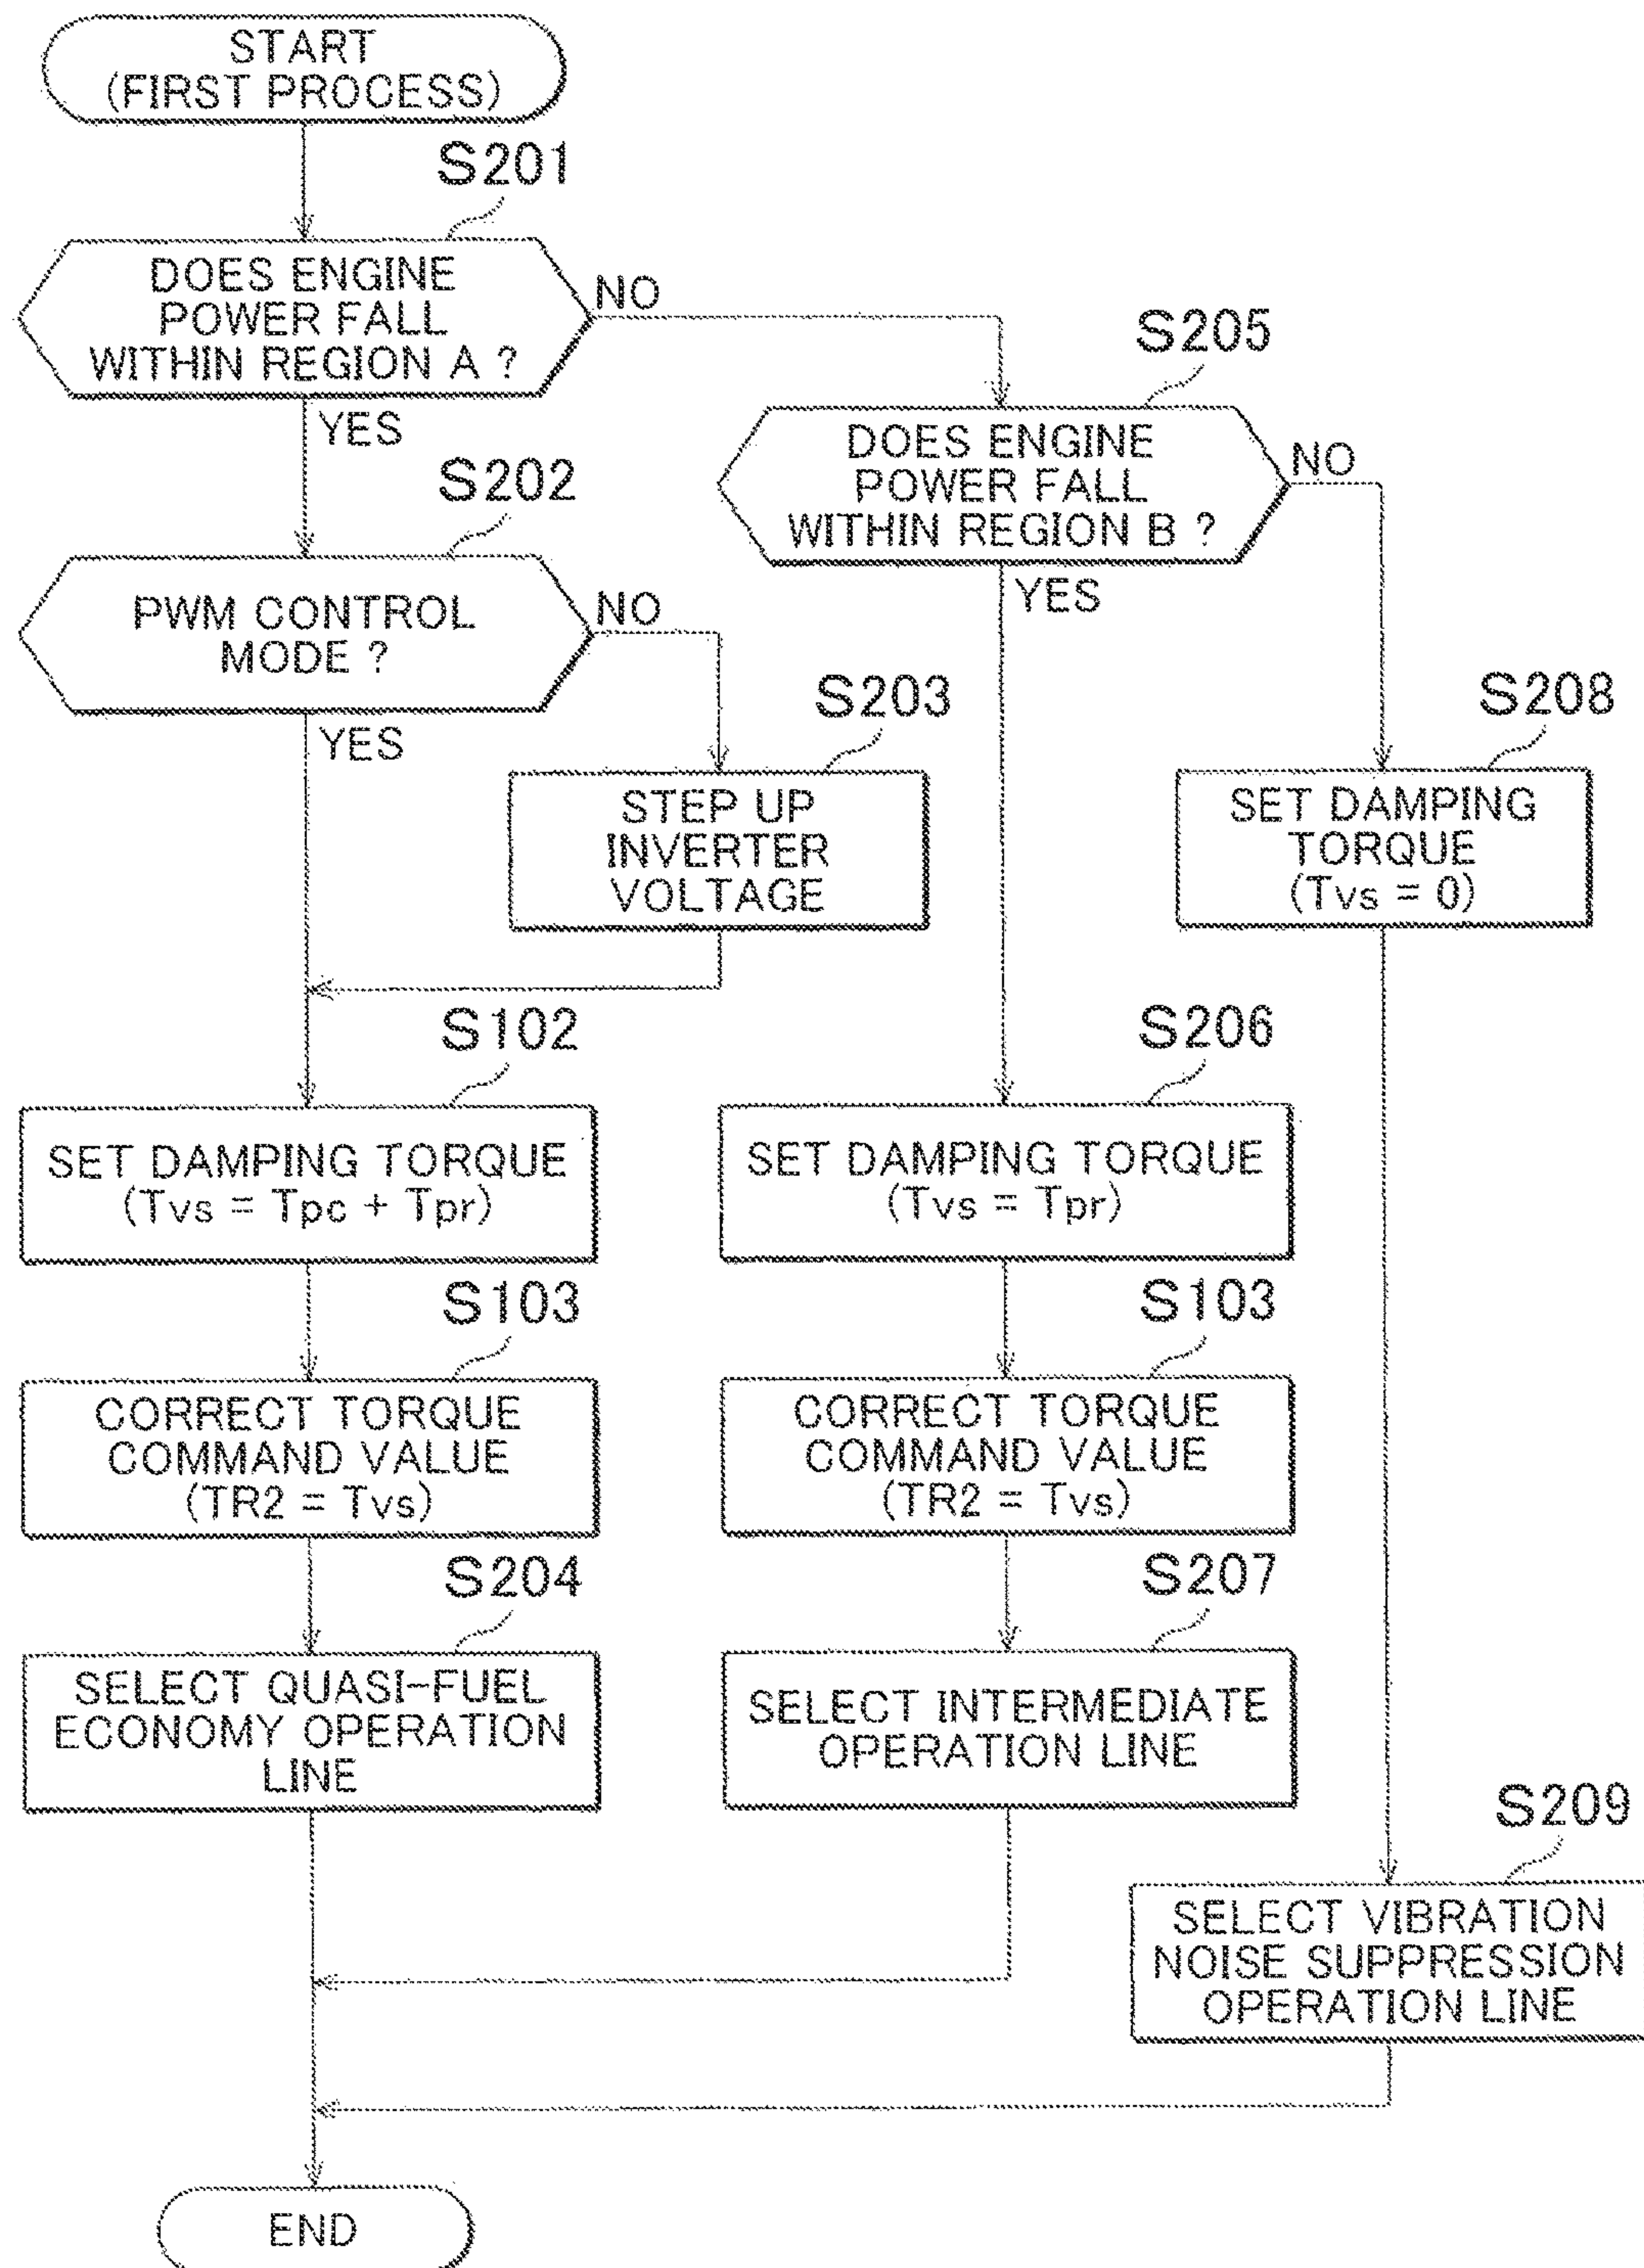 START
(FIRST PROCESS)
S201
DOES ENGINE
POWER FALL
WITHIN REGION A ?
NO
YES
S205
DOES ENGINE
POWER FALL
WITHIN REGION B ?
NO
YES
S202
PWM CONTROL
MODE ?
NO
YES
S203
STEP UP
INVERTER
VOLTAGE
S208
SET DAMPING
TORQUE
(Tvs = 0)
S102
SET DAMPING TORQUE
(Tvs = Tpc + Tpr)
S206
SET DAMPING TORQUE
(Tvs = Tpr)
S103
CORRECT TORQUE
COMMAND VALUE
(TR2 = Tvs)
S103
CORRECT TORQUE
COMMAND VALUE
(TR2 = Tvs)
S204
SELECT QUASI-FUEL
ECONOMY OPERATION
LINE
S207
SELECT INTERMEDIATE
OPERATION LINE
S209
SELECT VIBRATION
NOISE SUPPRESSION
OPERATION LINE
END